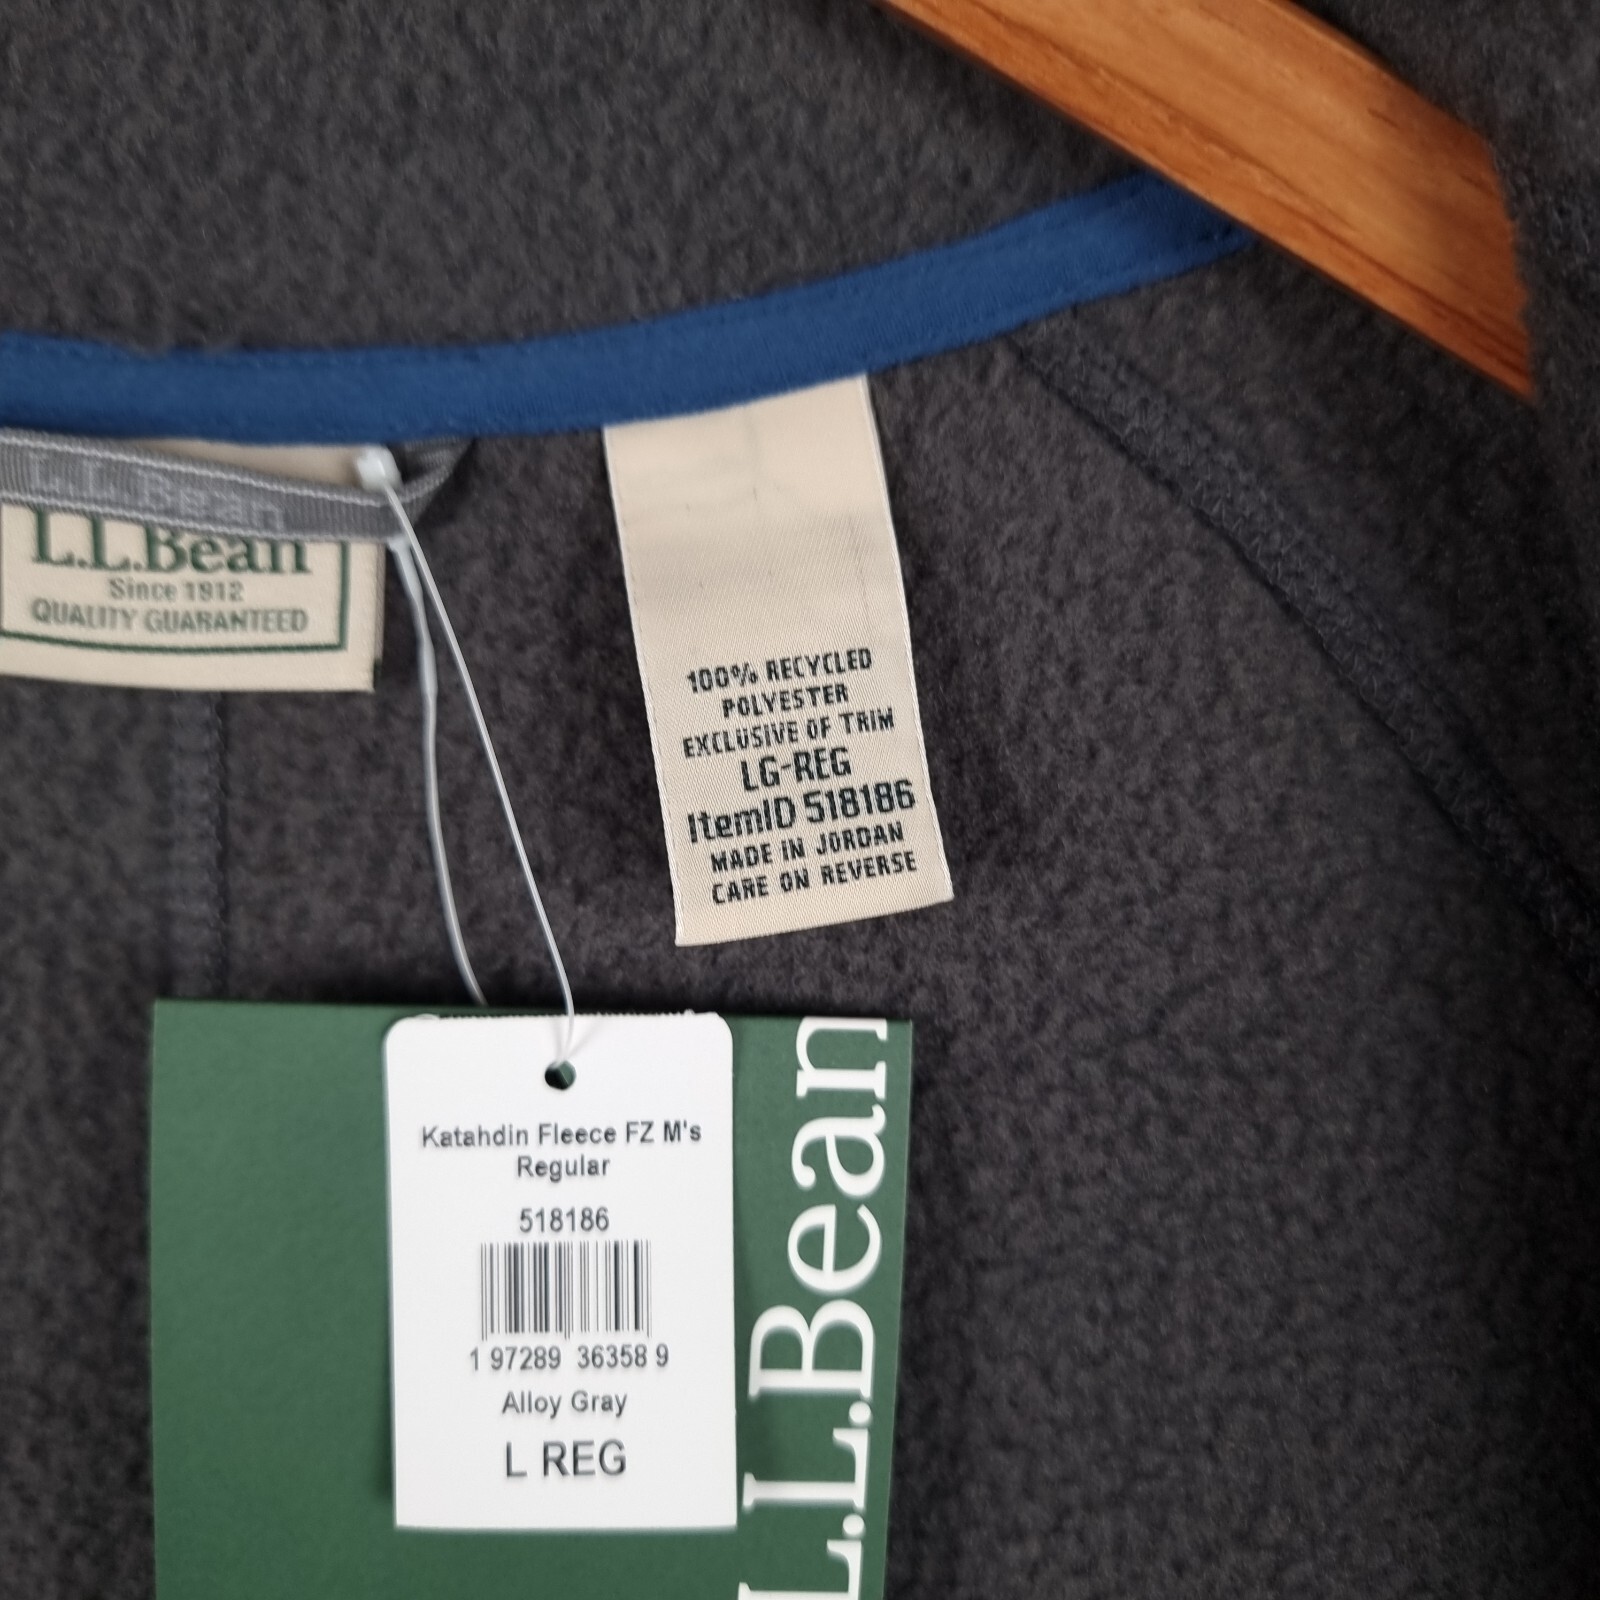 L.L.Bean
L.L.Bean
Since 1912
QUALITY GUARANTEED
100% RECYCLED
POLYESTER
EXCLUSIVE OF TRIM
LG-REG
ItemID 518186
MADE IN JORDAN
CARE ON REVERSE
Katahdin Fleece FZ M's
Regular
518186
1 97289 36358 9
Alloy Gray
L REG
L.L.Bean